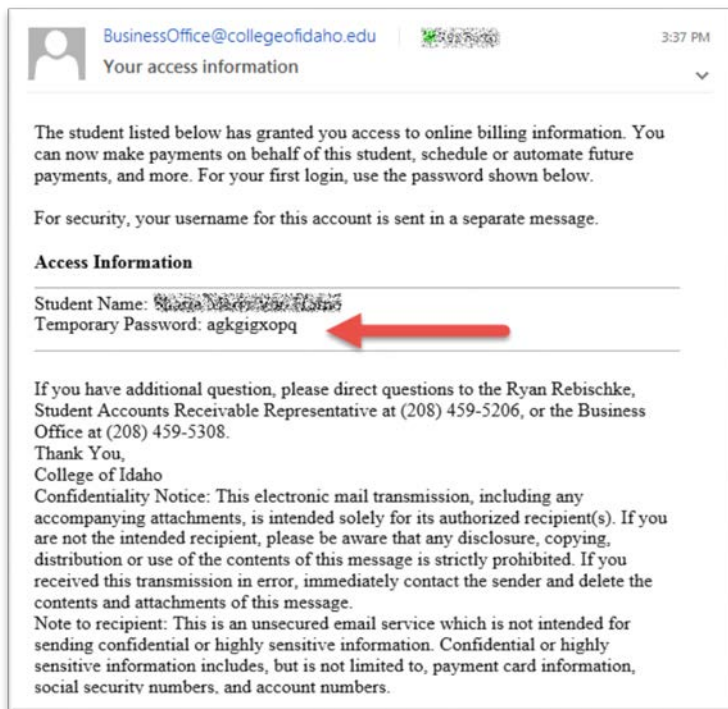 BusinessOffice@collegeofidaho.edu 3:37 PM
Your access information
The student listed below has granted you access to online billing information. You
can now make payments on behalf of this student, schedule or automate future
payments, and more. For your first login, use the password shown below.
For security, your username for this account is sent in a separate message.
Access Information
Student Name:
Temporary Password: agkgigxopq
If you have additional question, please direct questions to the Ryan Rebischke,
Student Accounts Receivable Representative at (208) 459-5206, or the Business
Office at (208) 459-5308.
Thank You,
College of Idaho
Confidentiality Notice: This electronic mail transmission, including any
accompanying attachments, is intended solely for its authorized recipient(s). If you
are not the intended recipient, please be aware that any disclosure, copying,
distribution or use of the contents of this message is strictly prohibited. If you
received this transmission in error, immediately contact the sender and delete the
contents and attachments of this message.
Note to recipient: This is an unsecured email service which is not intended for
sending confidential or highly sensitive information. Confidential or highly
sensitive information includes, but is not limited to, payment card information,
social security numbers, and account numbers.